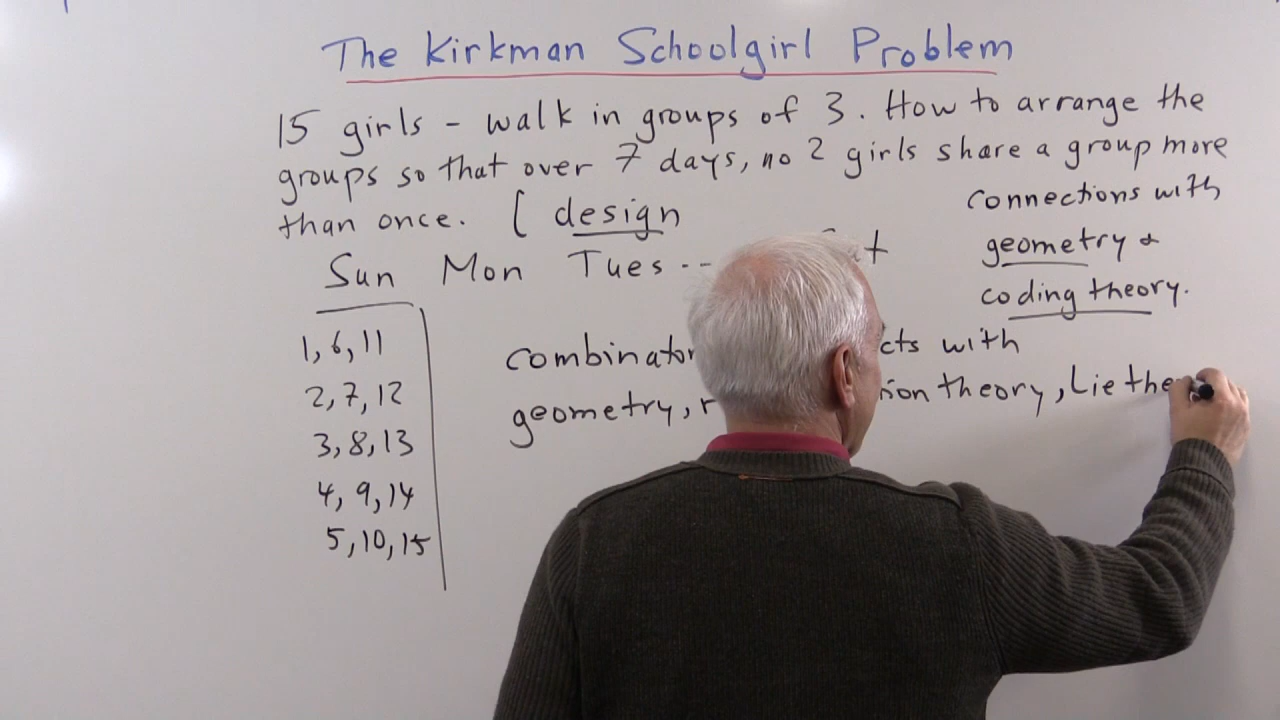 The Kirkman Schoolgirl Problem
15 girls - walk in groups of 3. How to arrange the
groups so that over 7 days, no 2 girls share a group more
than once. [ design
connections with
geometry &
coding theory.
Sun Mon Tues --
1, 6, 11
2, 7, 12
3, 8, 13
4, 9, 14
5, 10, 15
with
geometry, theory, Lie